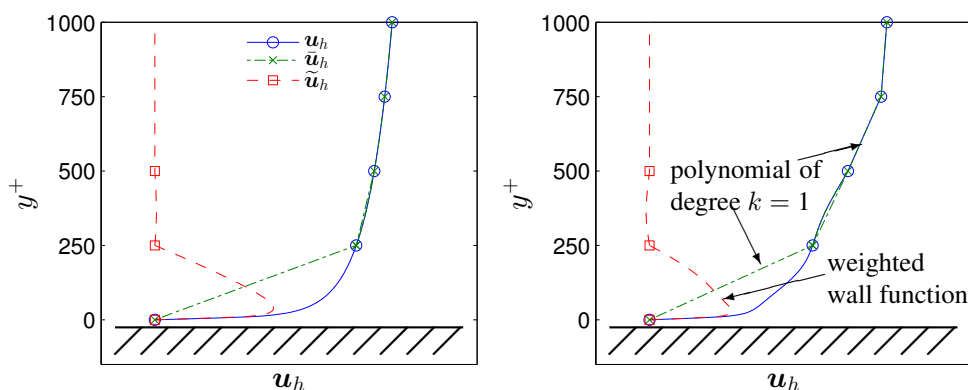 1000
750
500
250
0
y⁺
u_h
ū_h
ũ_h
u_h
1000
750
500
250
0
y⁺
polynomial of
degree k = 1
weighted
wall function
u_h